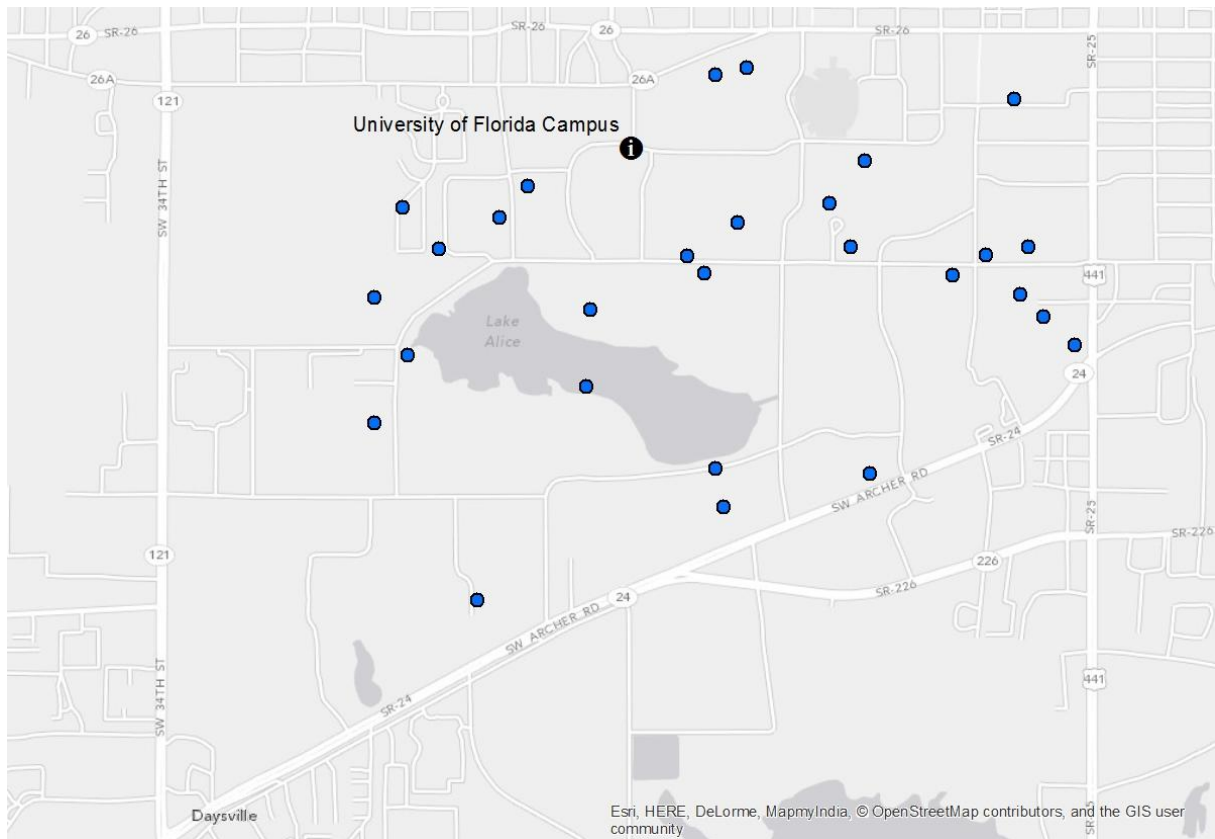 26
SR-26
26
SR-26
SR-25
26A
26A
121
University of Florida Campus
i
SW 34TH ST
441
Lake
Alice
24
SR-24
SW ARCHER RD
SR-25
SR-226
121
226
SR-226
24
SW ARCHER RD
SW 34TH ST
441
SR-24
Daysville
Esri, HERE, DeLorme, MapmyIndia, © OpenStreetMap contributors, and the GIS user
community
SR-25